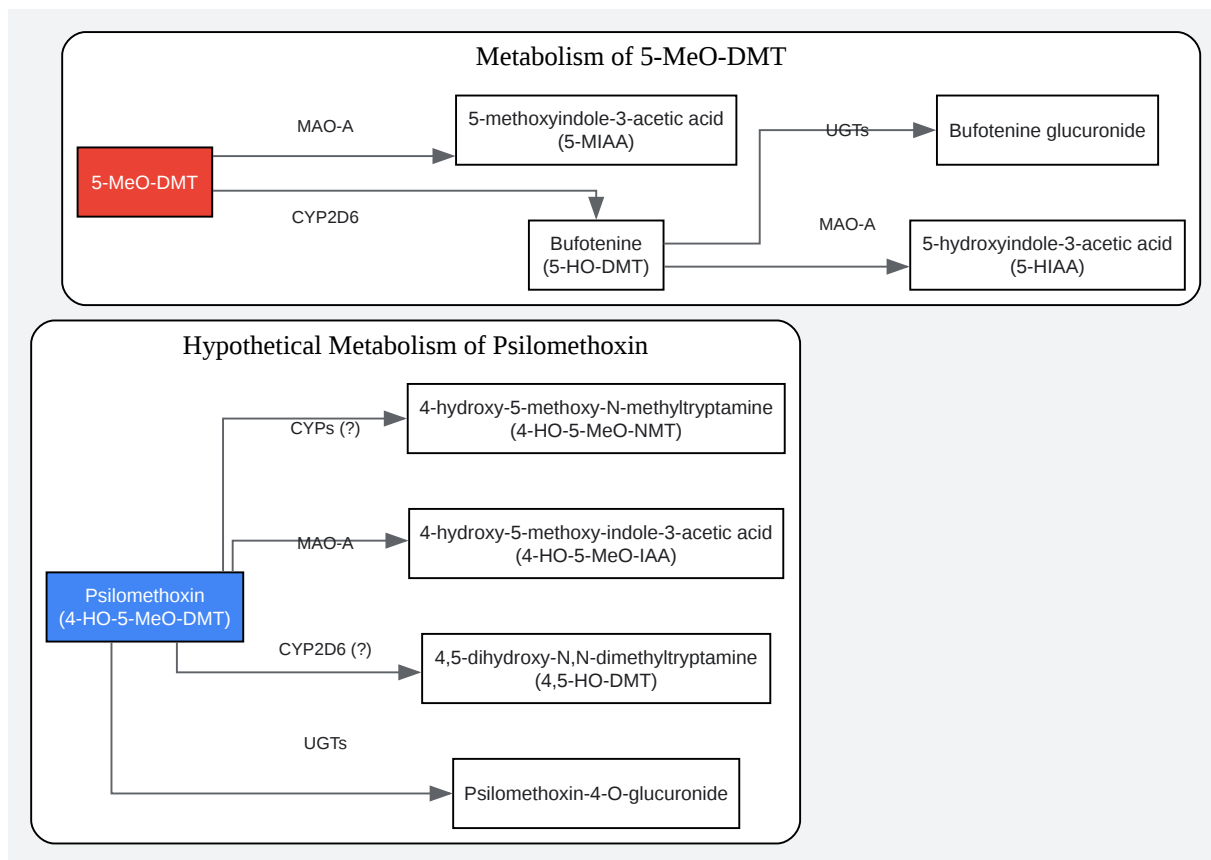 Metabolism of 5-MeO-DMT
MAO-A
5-methoxyindole-3-acetic acid
(5-MIAA)
UGTs
Bufotenine glucuronide
5-MeO-DMT
CYP2D6
Bufotenine
(5-HO-DMT)
MAO-A
5-hydroxyindole-3-acetic acid
(5-HIAA)
Hypothetical Metabolism of Psilomethoxin
CYPs (?)
4-hydroxy-5-methoxy-N-methyltryptamine
(4-HO-5-MeO-NMT)
MAO-A
4-hydroxy-5-methoxy-indole-3-acetic acid
(4-HO-5-MeO-IAA)
Psilomethoxin
(4-HO-5-MeO-DMT)
CYP2D6 (?)
4,5-dihydroxy-N,N-dimethyltryptamine
(4,5-HO-DMT)
UGTs
Psilomethoxin-4-O-glucuronide